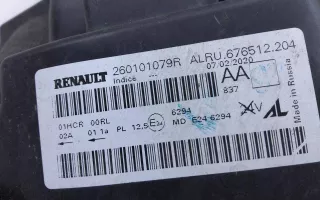 RENAULT 260101079R ALRU.676512.204
Indice ... 07.02.2020
AA
837
01HCR 00RL 6294
02A 01 1a PL 12,5 E MD 624 6294
AL
Made in Russia